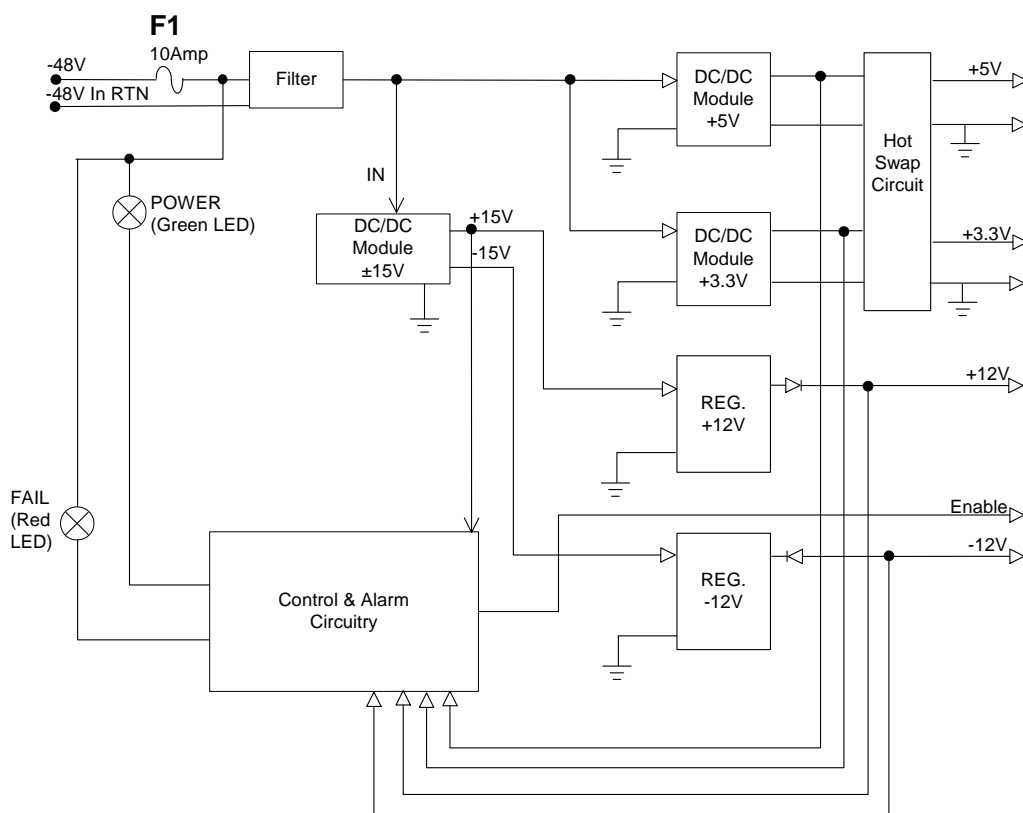 F1
10Amp
-48V
-48V In RTN
Filter
DC/DC
Module
+5V
Hot
Swap
Circuit
+5V
IN
POWER
(Green LED)
DC/DC
Module
±15V
+15V
-15V
DC/DC
Module
+3.3V
+3.3V
REG.
+12V
+12V
FAIL
(Red
LED)
Enable
Control & Alarm
Circuitry
REG.
-12V
-12V